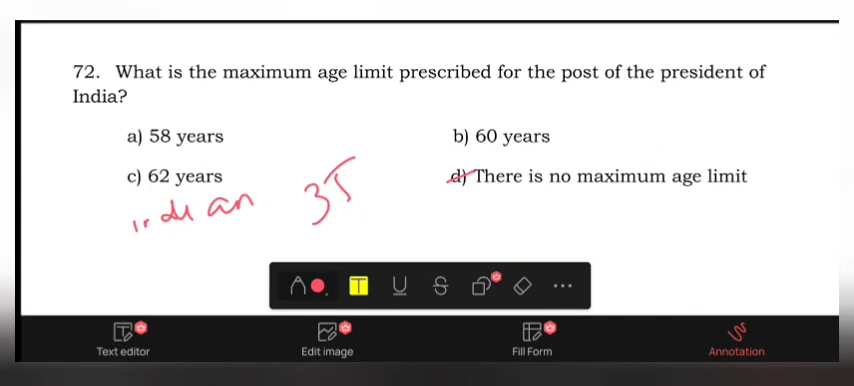 72. What is the maximum age limit prescribed for the post of the president of
India?
a) 58 years b) 60 years
c) 62 years d) There is no maximum age limit
indian 35
T U S ...
Text editor Edit image Fill Form Annotation